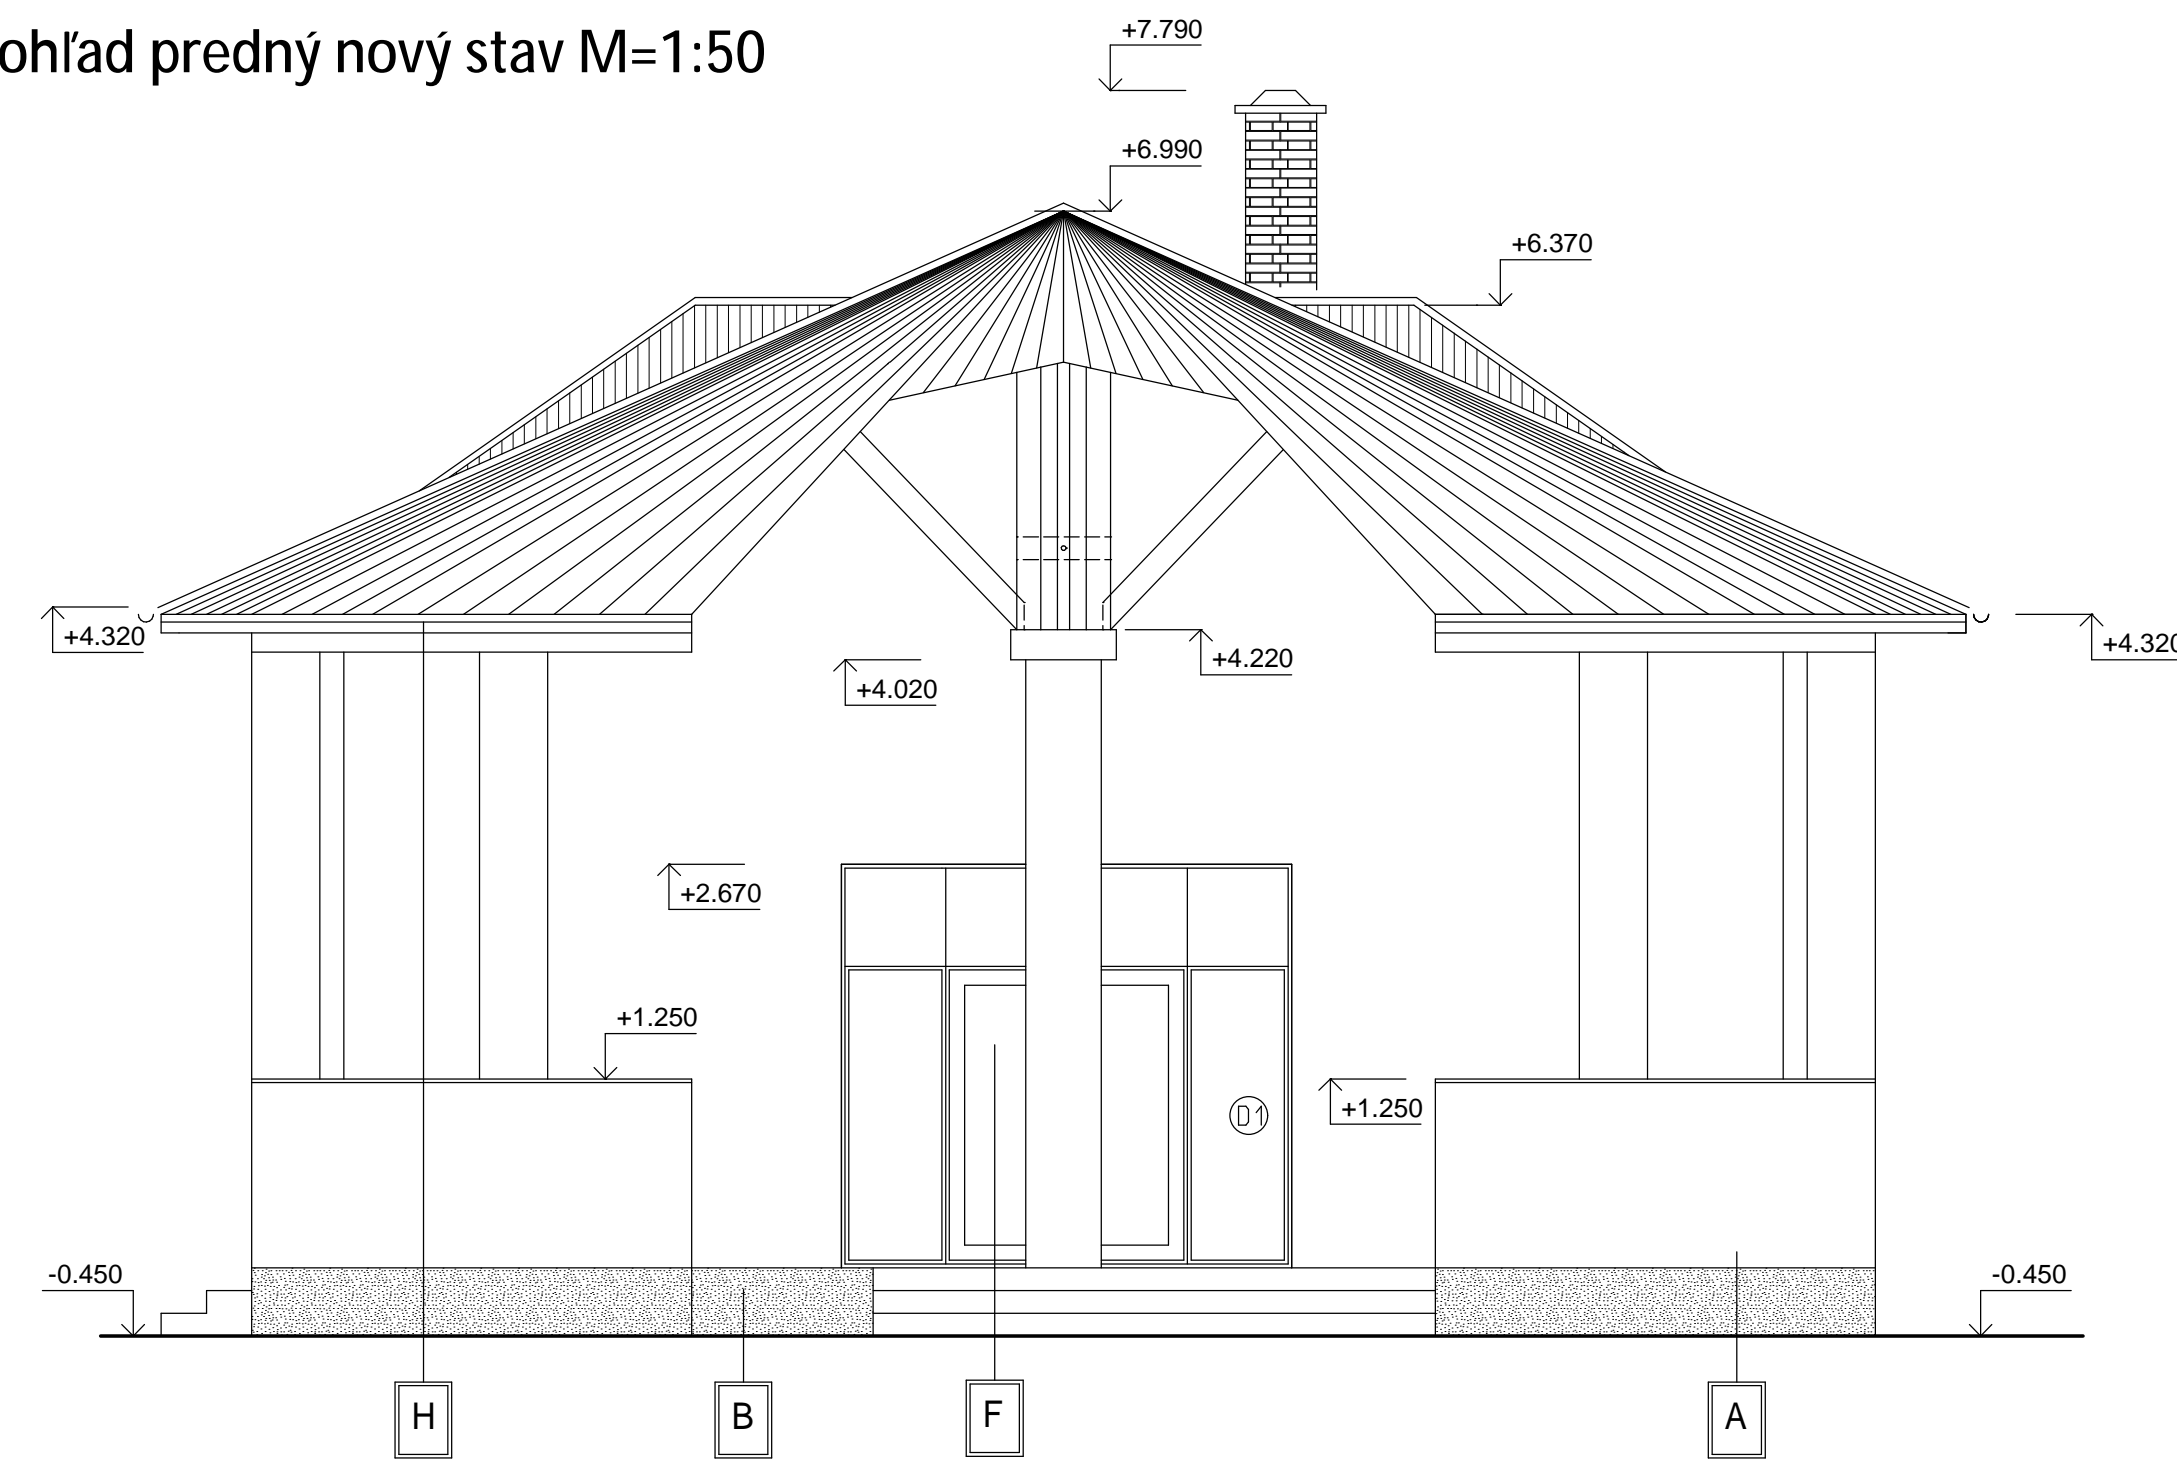 ohľad predný nový stav M=1:50
+7.790
+6.990
+6.370
+4.320
+4.220
+4.320
+4.020
+2.670
+1.250
+1.250
D1
-0.450
-0.450
H
B
F
A